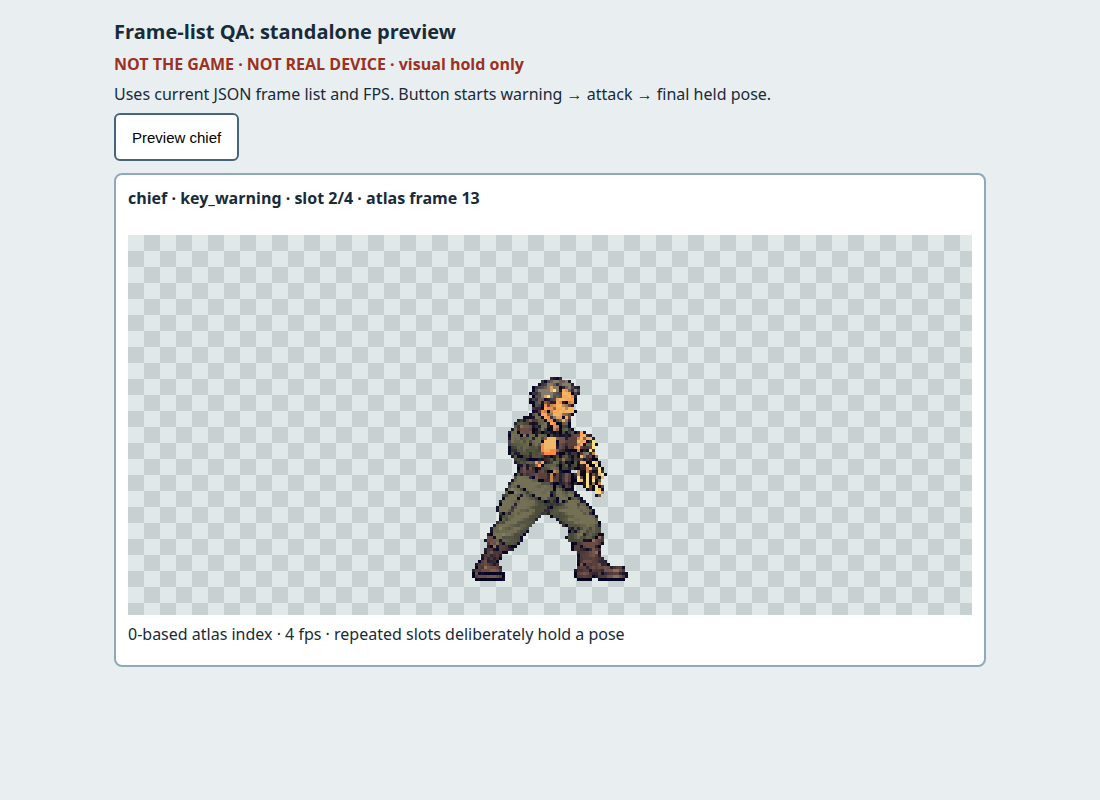 Frame-list QA: standalone preview
NOT THE GAME · NOT REAL DEVICE · visual hold only
Uses current JSON frame list and FPS. Button starts warning → attack → final held pose.
Preview chief
chief · key_warning · slot 2/4 · atlas frame 13
0-based atlas index · 4 fps · repeated slots deliberately hold a pose